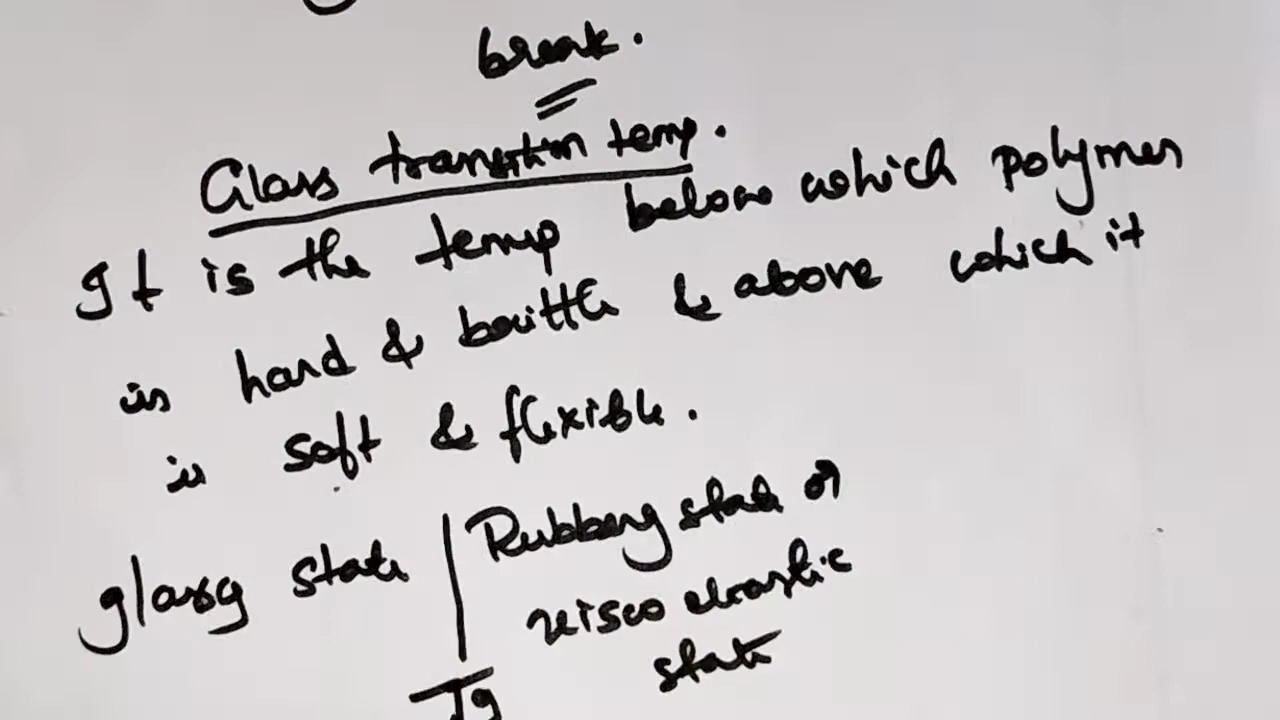 break.
Glass transition temp.
It is the temp below which polymer
is hard & brittle & above which it
is soft & flexible.
glassy state | Rubbery state or
visco elastic
state
Tg